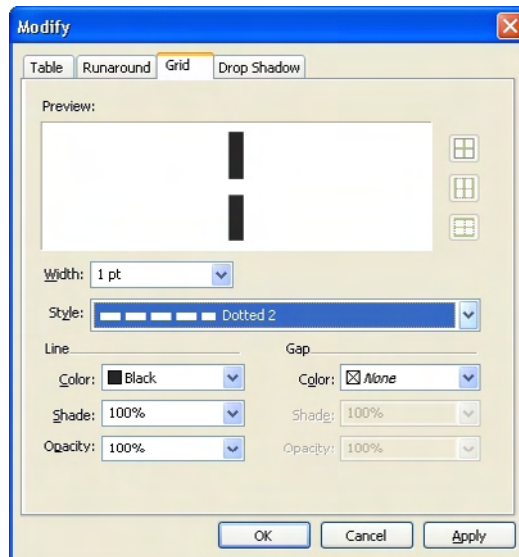 Modify
Table Runaround Grid Drop Shadow
Preview:
Width: 1 pt
Style: Dotted 2
Line Gap
Color: Black Color: None
Shade: 100% Shade: 100%
Opacity: 100% Opacity: 100%
OK Cancel Apply